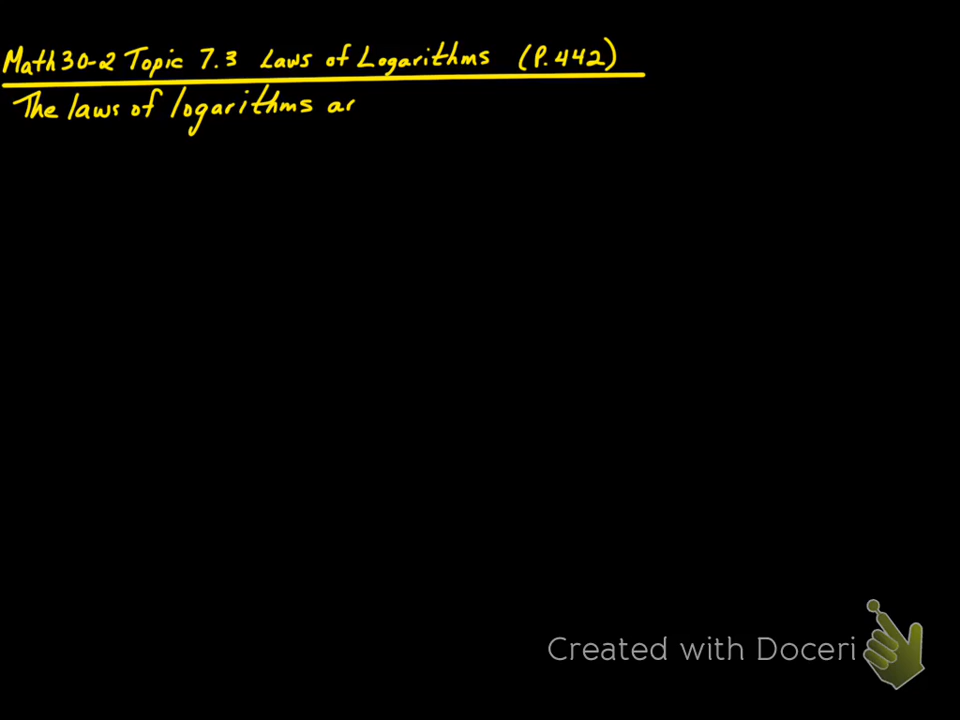 Math 30-2 Topic 7.3 Laws of Logarithms (P.442)
The laws of logarithms ar
Created with Doceri